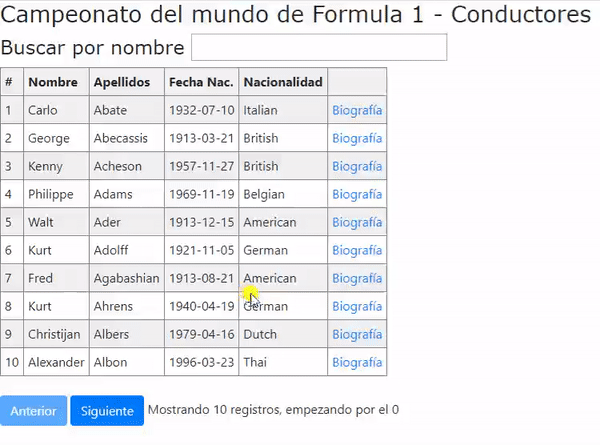 Campeonato del mundo de Formula 1 - Conductores
Buscar por nombre
# Nombre Apellidos Fecha Nac. Nacionalidad
1 Carlo Abate 1932-07-10 Italian Biografía
2 George Abecassis 1913-03-21 British Biografía
3 Kenny Acheson 1957-11-27 British Biografía
4 Philippe Adams 1969-11-19 Belgian Biografía
5 Walt Ader 1913-12-15 American Biografía
6 Kurt Adolff 1921-11-05 German Biografía
7 Fred Agabashian 1913-08-21 American Biografía
8 Kurt Ahrens 1940-04-19 German Biografía
9 Christijan Albers 1979-04-16 Dutch Biografía
10 Alexander Albon 1996-03-23 Thai Biografía
Anterior Siguiente Mostrando 10 registros, empezando por el 0